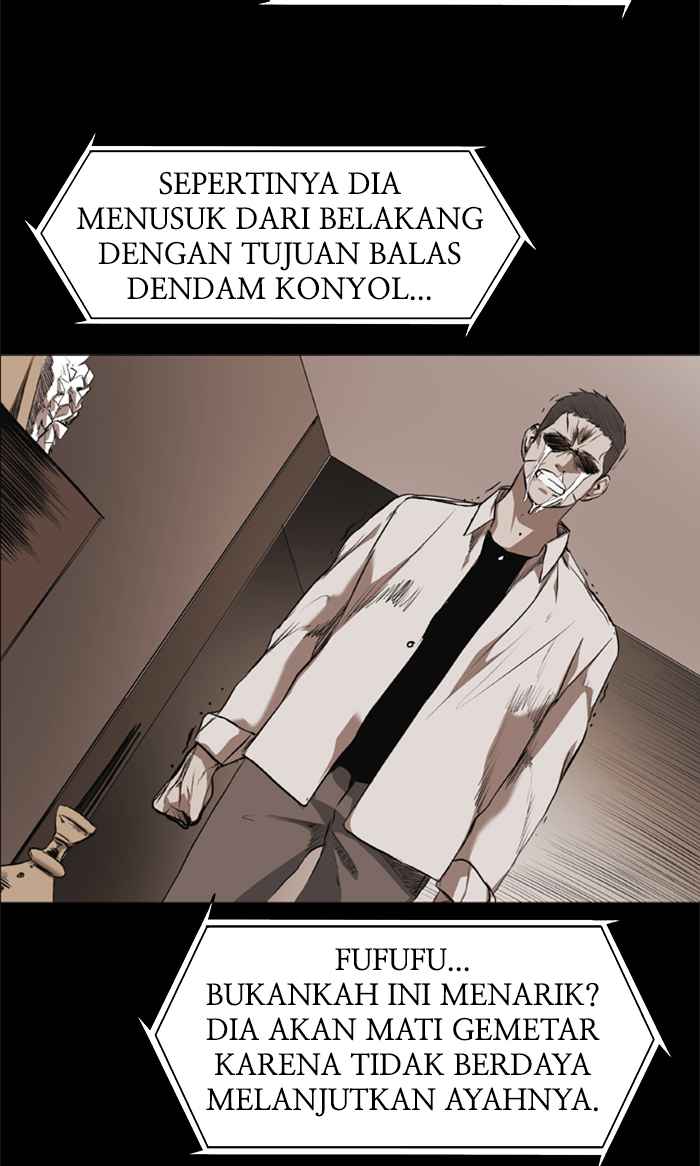 SEPERTINYA DIA
MENUSUK DARI BELAKANG
DENGAN TUJUAN BALAS
DENDAM KONYOL...
FUFUFU...
BUKANKAH INI MENARIK?
DIA AKAN MATI GEMETAR
KARENA TIDAK BERDAYA
MELANJUTKAN AYAHNYA.